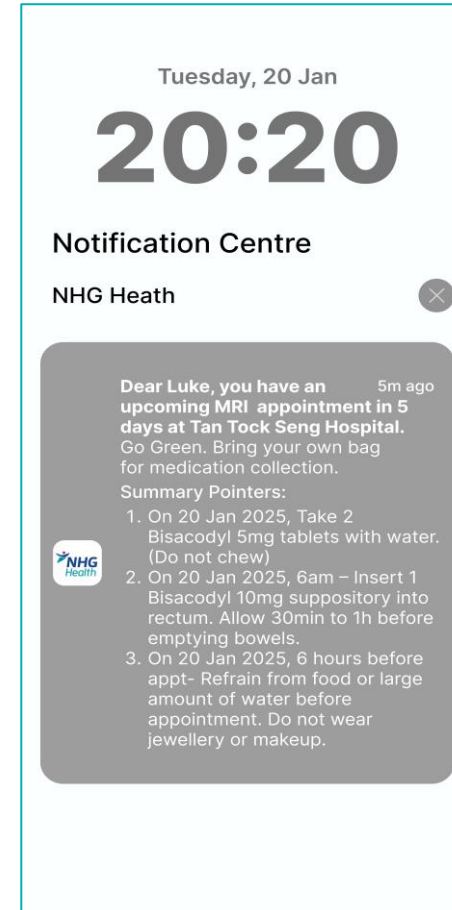 Tuesday, 20 Jan
20:20
Notification Centre
NHG Heath
Dear Luke, you have an 5m ago
upcoming MRI appointment in 5
days at Tan Tock Seng Hospital.
Go Green. Bring your own bag
for medication collection.
Summary Pointers:
1. On 20 Jan 2025, Take 2
Bisacodyl 5mg tablets with water.
(Do not chew)
NHG
Health
2. On 20 Jan 2025, 6am – Insert 1
Bisacodyl 10mg suppository into
rectum. Allow 30min to 1h before
emptying bowels.
3. On 20 Jan 2025, 6 hours before
appt- Refrain from food or large
amount of water before
appointment. Do not wear
jewellery or makeup.